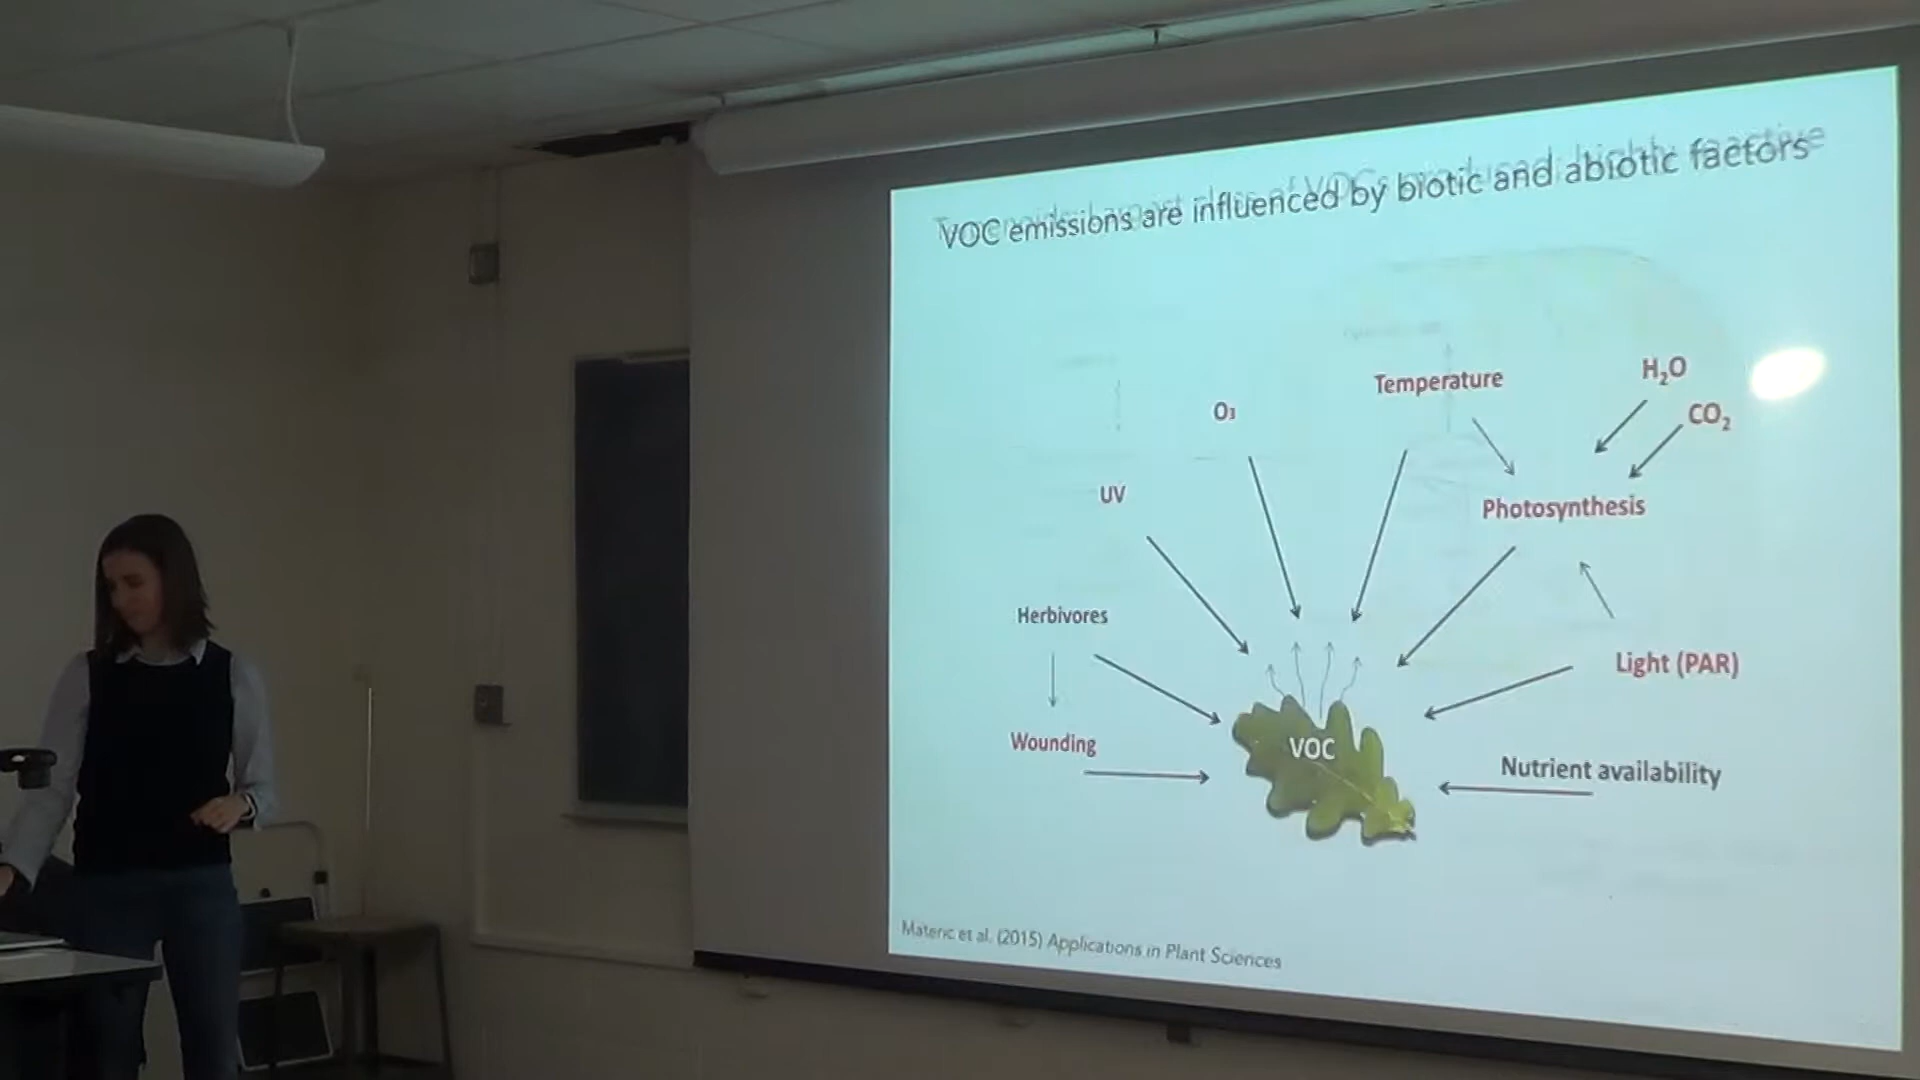 VOC emissions are influenced by biotic and abiotic factors
Temperature
H₂O
CO₂
O₃
UV
Photosynthesis
Herbivores
Light (PAR)
Wounding
VOC
Nutrient availability
Materic et al. (2015) Applications in Plant Sciences